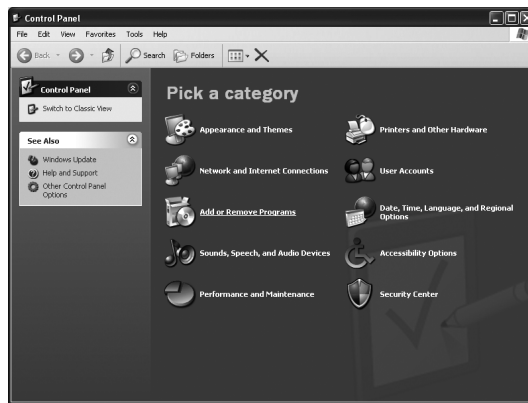 Control Panel
File Edit View Favorites Tools Help
Back Search Folders
Control Panel
Switch to Classic View
See Also
Windows Update
Help and Support
Other Control Panel
Options
Pick a category
Appearance and Themes
Printers and Other Hardware
Network and Internet Connections
User Accounts
Add or Remove Programs
Date, Time, Language, and Regional
Options
Sounds, Speech, and Audio Devices
Accessibility Options
Performance and Maintenance
Security Center